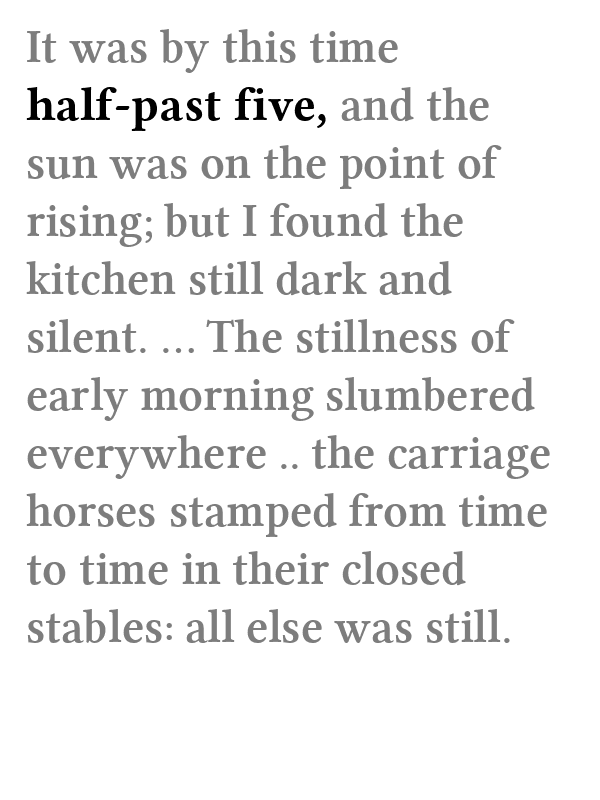 It was by this time
half-past five, and the
sun was on the point of
rising; but I found the
kitchen still dark and
silent. ... The stillness of
early morning slumbered
everywhere .. the carriage
horses stamped from time
to time in their closed
stables: all else was still.